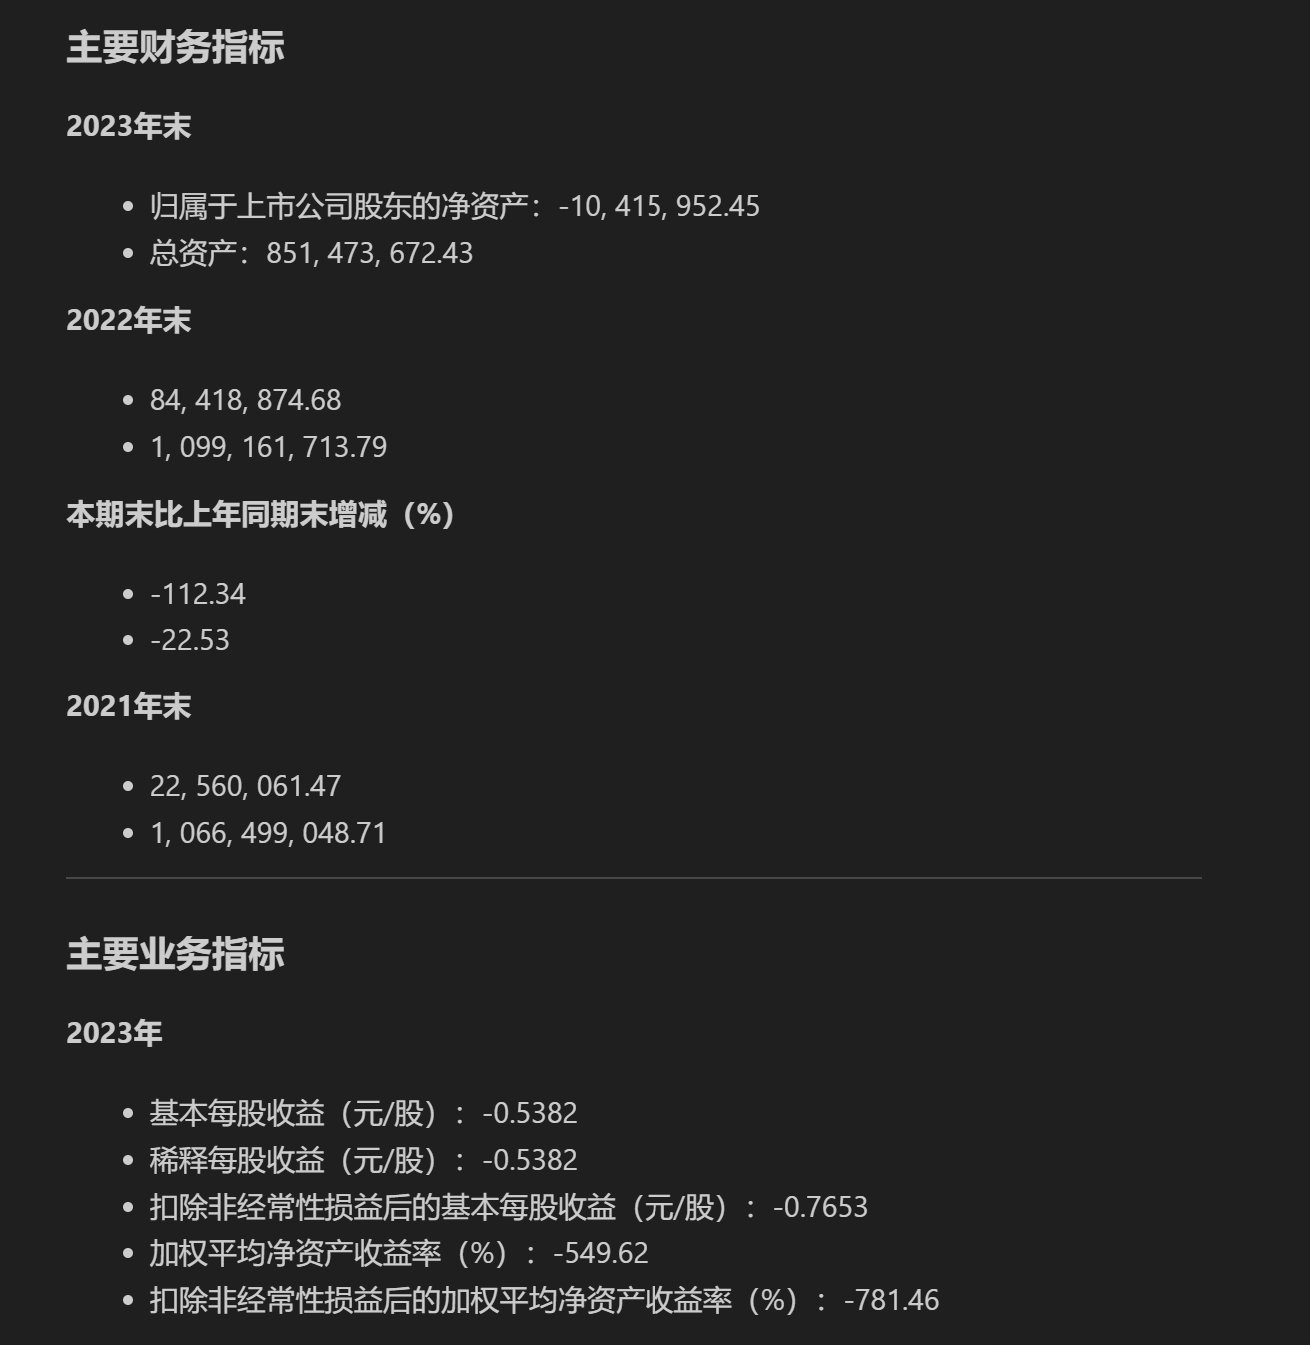 主要财务指标
2023年末
• 归属于上市公司股东的净资产：-10, 415, 952.45
• 总资产：851, 473, 672.43
2022年末
• 84, 418, 874.68
• 1, 099, 161, 713.79
本期末比上年同期末增减（%）
• -112.34
• -22.53
2021年末
• 22, 560, 061.47
• 1, 066, 499, 048.71
主要业务指标
2023年
• 基本每股收益（元/股）：-0.5382
• 稀释每股收益（元/股）：-0.5382
• 扣除非经常性损益后的基本每股收益（元/股）：-0.7653
• 加权平均净资产收益率（%）：-549.62
• 扣除非经常性损益后的加权平均净资产收益率（%）：-781.46